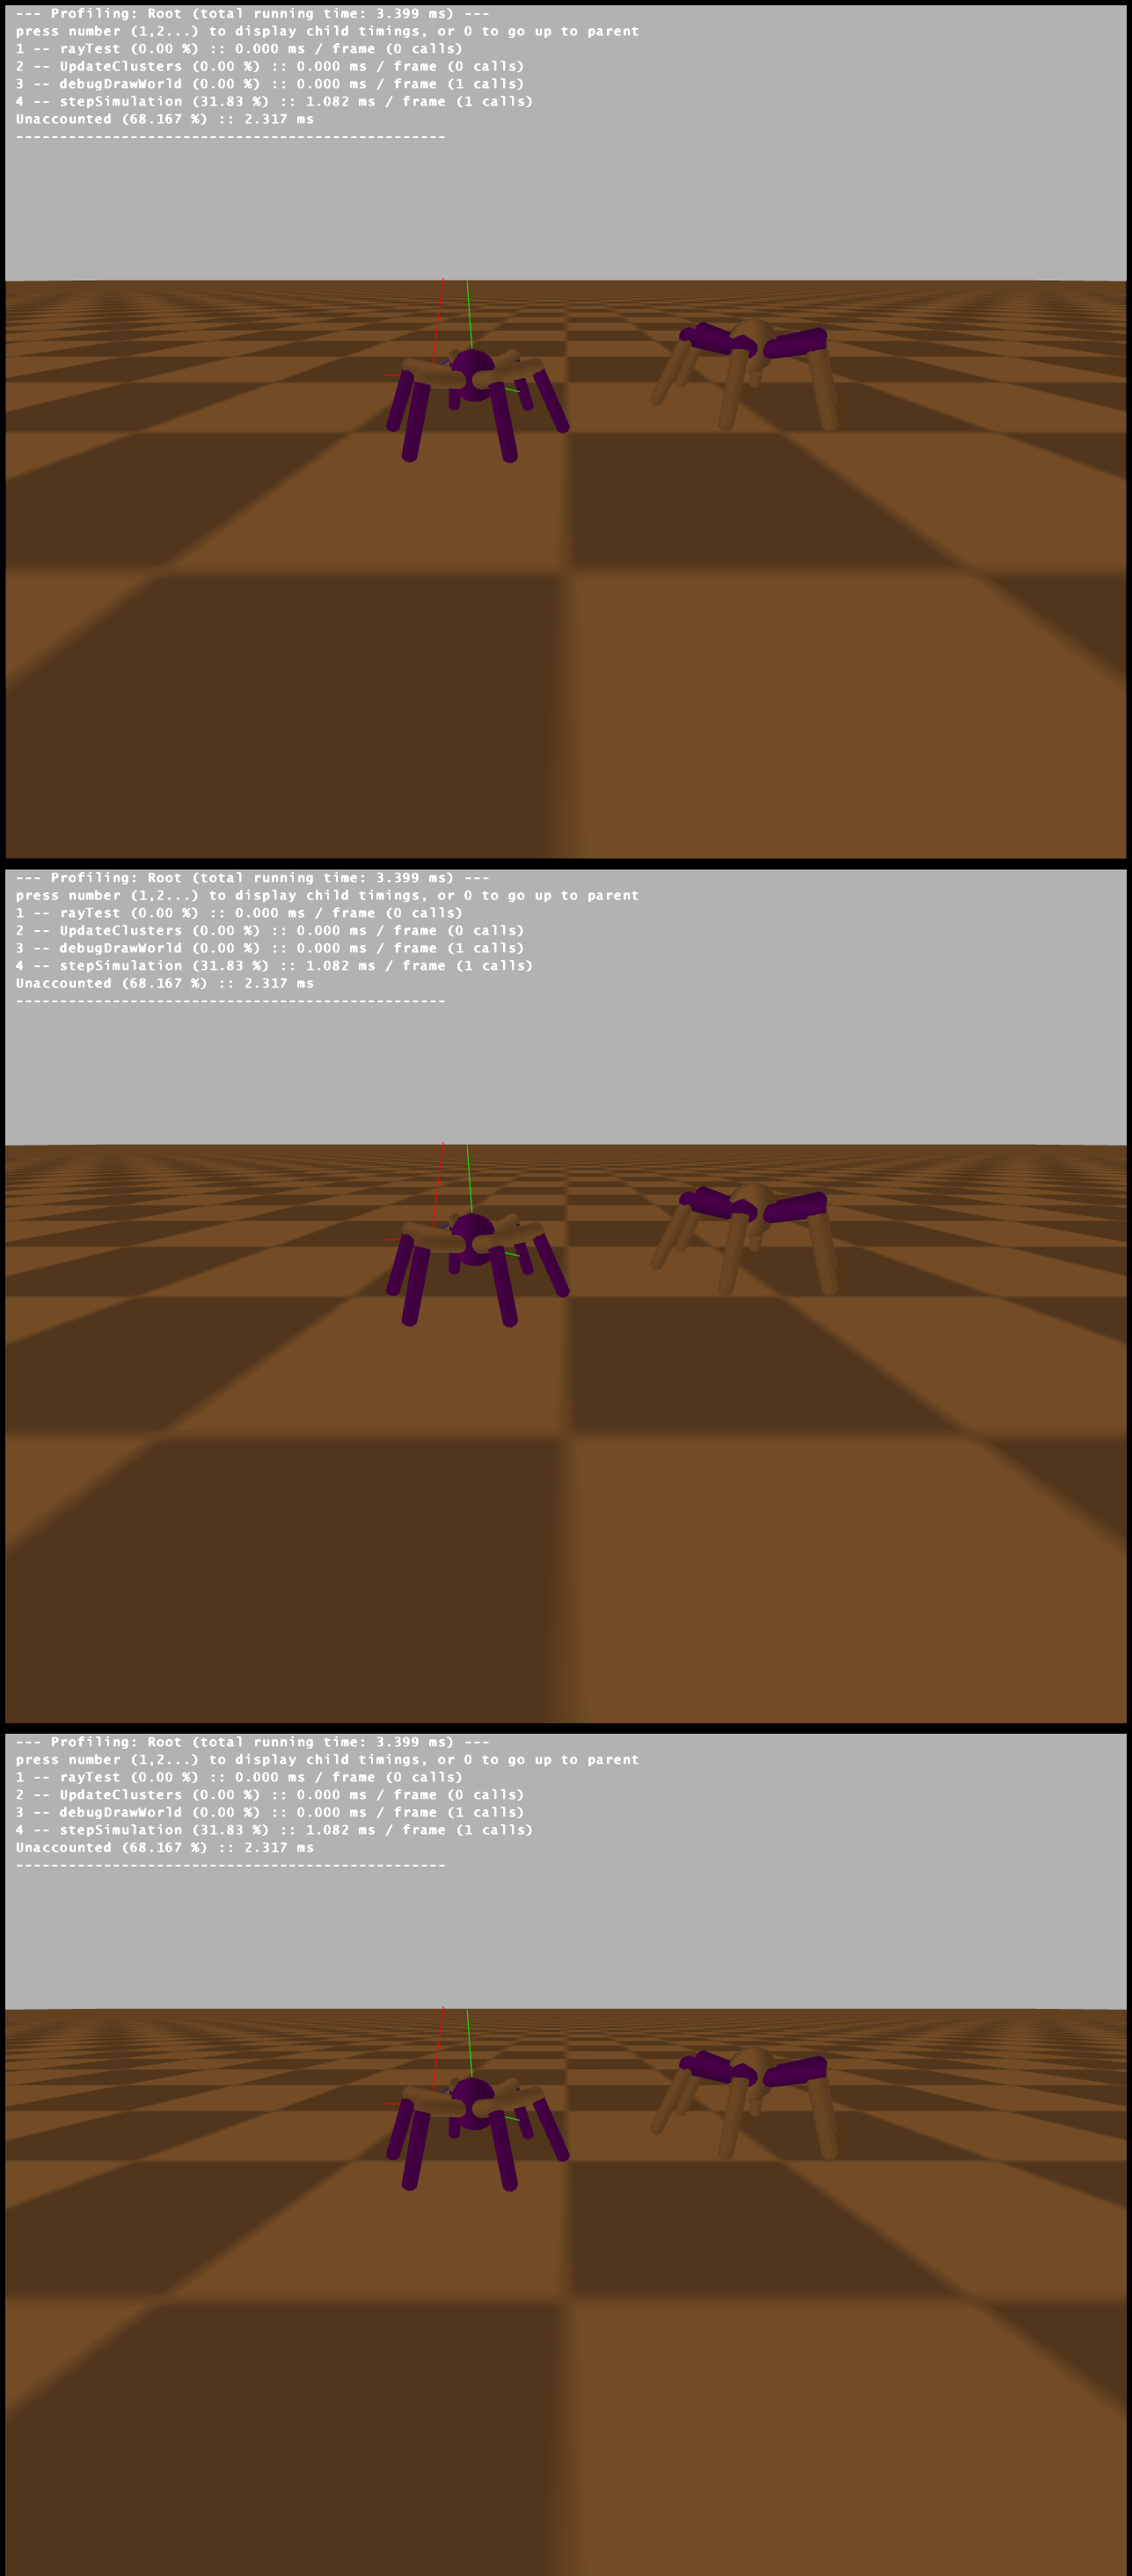 --- Profiling: Root (total running time: 3.399 ms) ---
press number (1,2...) to display child timings, or 0 to go up to parent
1 -- rayTest (0.00 %) :: 0.000 ms / frame (0 calls)
2 -- UpdateClusters (0.00 %) :: 0.000 ms / frame (0 calls)
3 -- debugDrawWorld (0.00 %) :: 0.000 ms / frame (1 calls)
4 -- stepSimulation (31.83 %) :: 1.082 ms / frame (1 calls)
Unaccounted (68.167 %) :: 2.317 ms
-------------------------------------------------
--- Profiling: Root (total running time: 3.399 ms) ---
press number (1,2...) to display child timings, or 0 to go up to parent
1 -- rayTest (0.00 %) :: 0.000 ms / frame (0 calls)
2 -- UpdateClusters (0.00 %) :: 0.000 ms / frame (0 calls)
3 -- debugDrawWorld (0.00 %) :: 0.000 ms / frame (1 calls)
4 -- stepSimulation (31.83 %) :: 1.082 ms / frame (1 calls)
Unaccounted (68.167 %) :: 2.317 ms
-------------------------------------------------
--- Profiling: Root (total running time: 3.399 ms) ---
press number (1,2...) to display child timings, or 0 to go up to parent
1 -- rayTest (0.00 %) :: 0.000 ms / frame (0 calls)
2 -- UpdateClusters (0.00 %) :: 0.000 ms / frame (0 calls)
3 -- debugDrawWorld (0.00 %) :: 0.000 ms / frame (1 calls)
4 -- stepSimulation (31.83 %) :: 1.082 ms / frame (1 calls)
Unaccounted (68.167 %) :: 2.317 ms
-------------------------------------------------